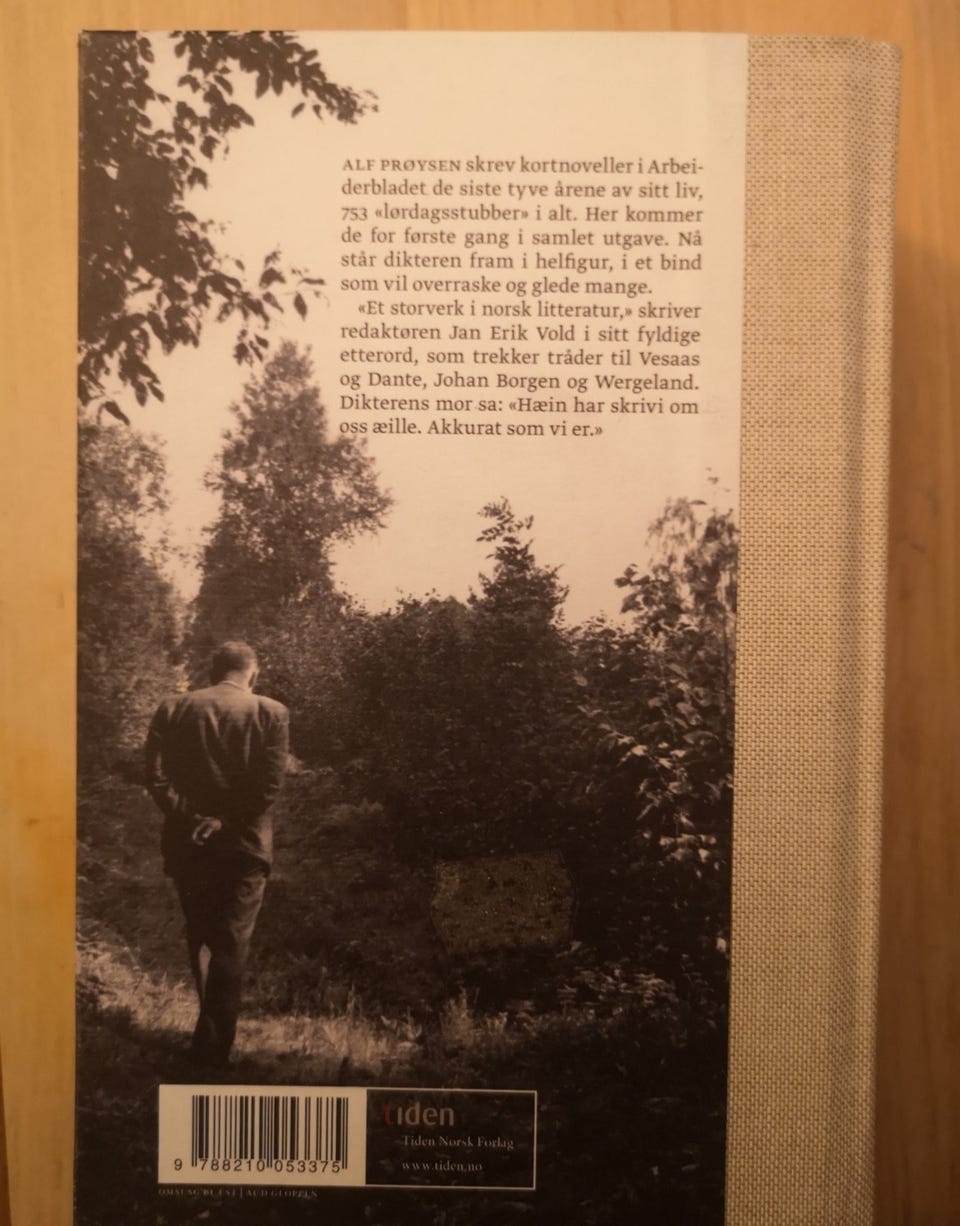 ALF PRØYSEN skrev kortnoveller i Arbei-
derbladet de siste tyve årene av sitt liv,
753 «lørdagsstubber» i alt. Her kommer
de for første gang i samlet utgave. Nå
står dikteren fram i helfigur, i et bind
som vil overraske og glede mange.
«Et storverk i norsk litteratur,» skriver
redaktøren Jan Erik Vold i sitt fyldige
etterord, som trekker tråder til Vesaas
og Dante, Johan Borgen og Wergeland.
Dikterens mor sa: «Hæin har skrivi om
oss æille. Akkurat som vi er.»
tiden
Tiden Norsk Forlag
www.tiden.no
9 788210 053375
OMSLAG: BLÆST | AUD GLOPPEN